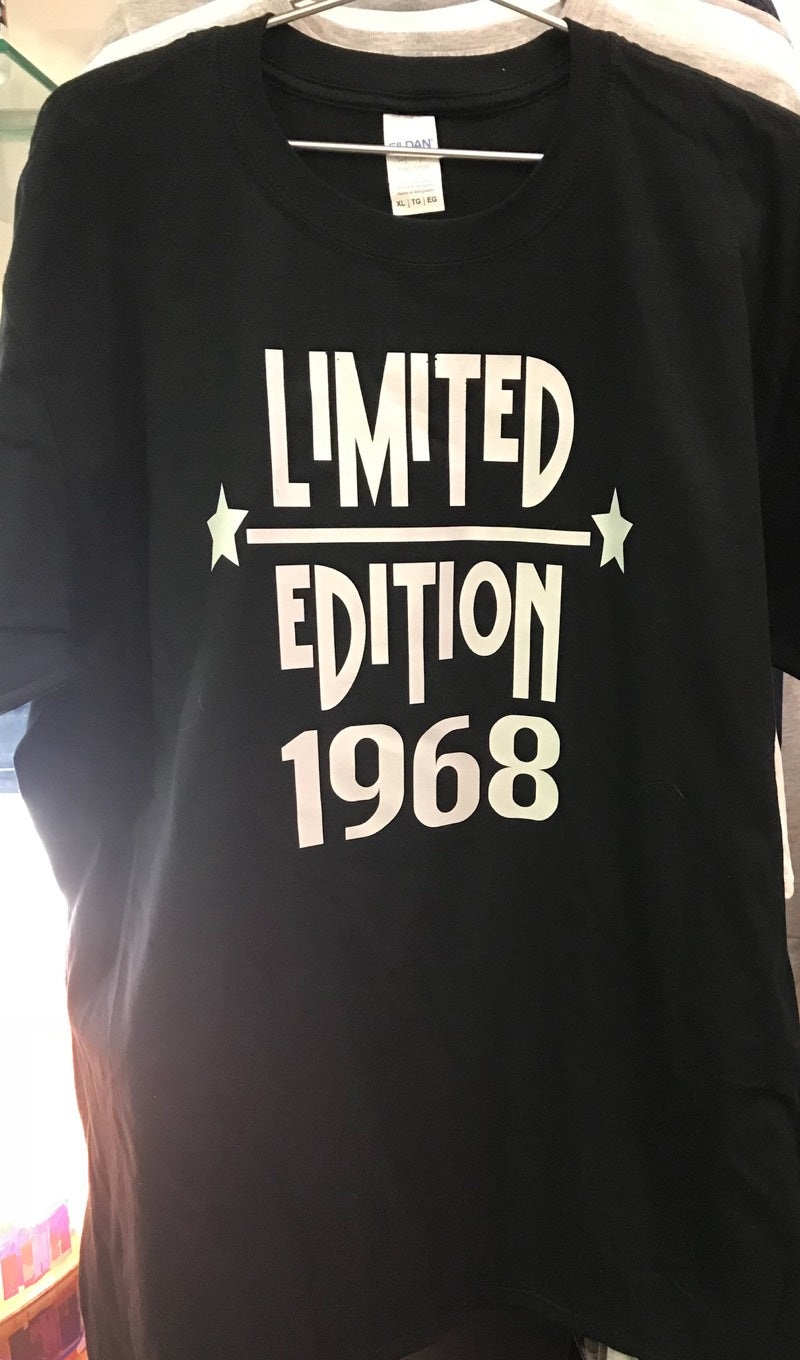 GILDAN
XL | TG | EG
LIMITED
EDITION
1968